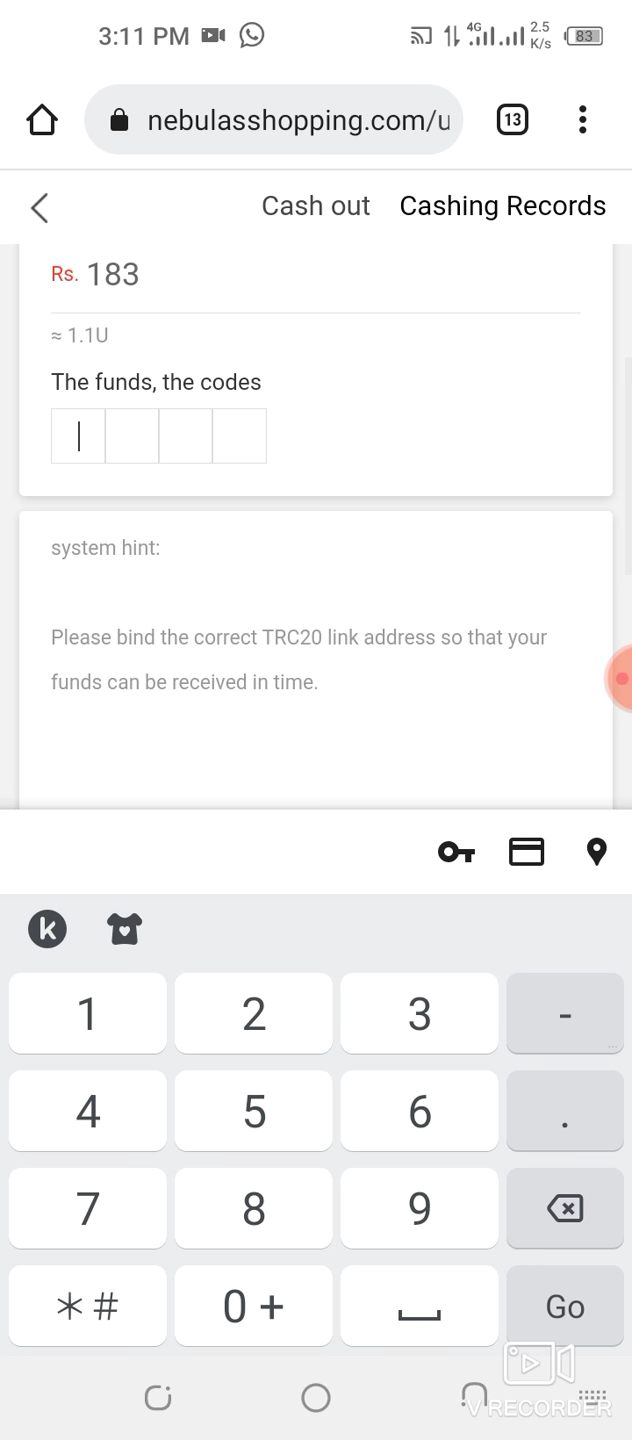 3:11 PM 4G 2.5 K/s 83
nebulasshopping.com/u 13
Cash out Cashing Records
Rs. 183
≈ 1.1U
The funds, the codes
system hint:
Please bind the correct TRC20 link address so that your
funds can be received in time.
k
1 2 3 -
...
4 5 6 .
7 8 9
* # 0 + Go
V RECORDER